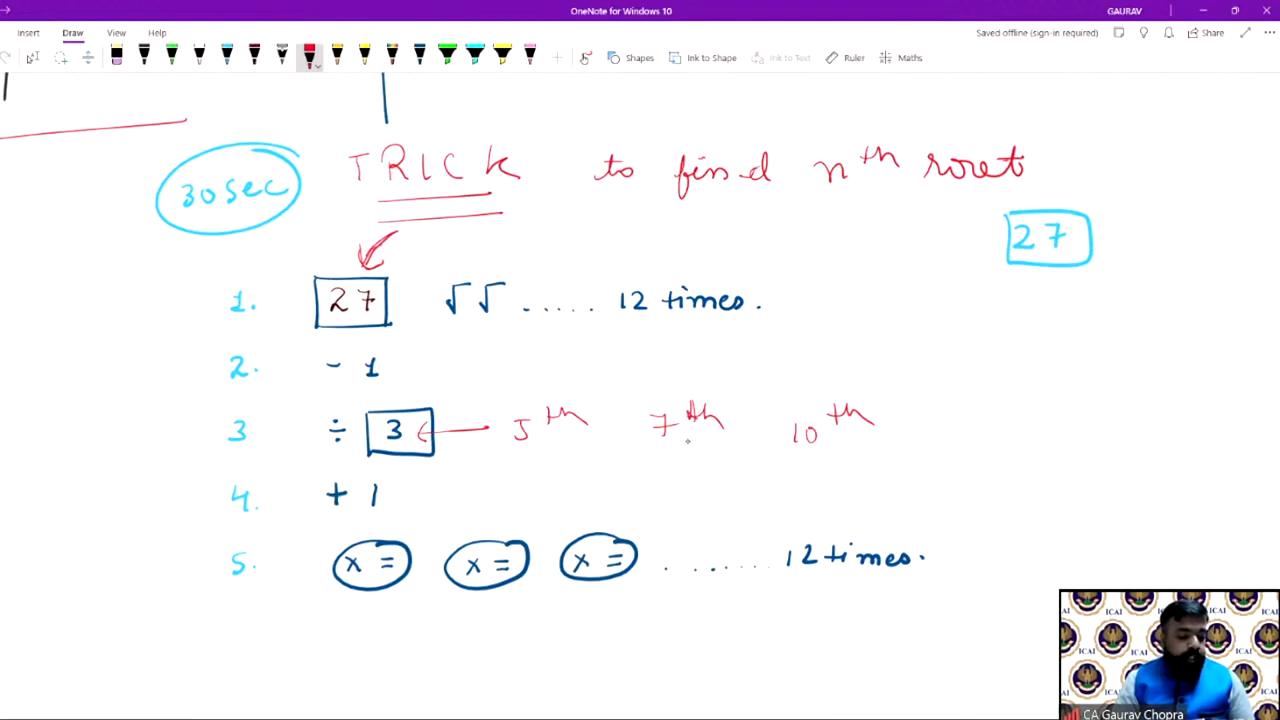 OneNote for Windows 10
GAURAV
Insert Draw View Help
Saved offline (sign in required) Share
Shapes Ink to Shape Ink to Text Ruler Maths
30 Sec TRICK to find nth root
27
1. 27 √ √ ..... 12 times.
2. - 1
3 ÷ 3 5th 7th 10th
4. + 1
5. x = x = x = ....... 12 times.
ICAI ICAI
CA Gaurav Chopra